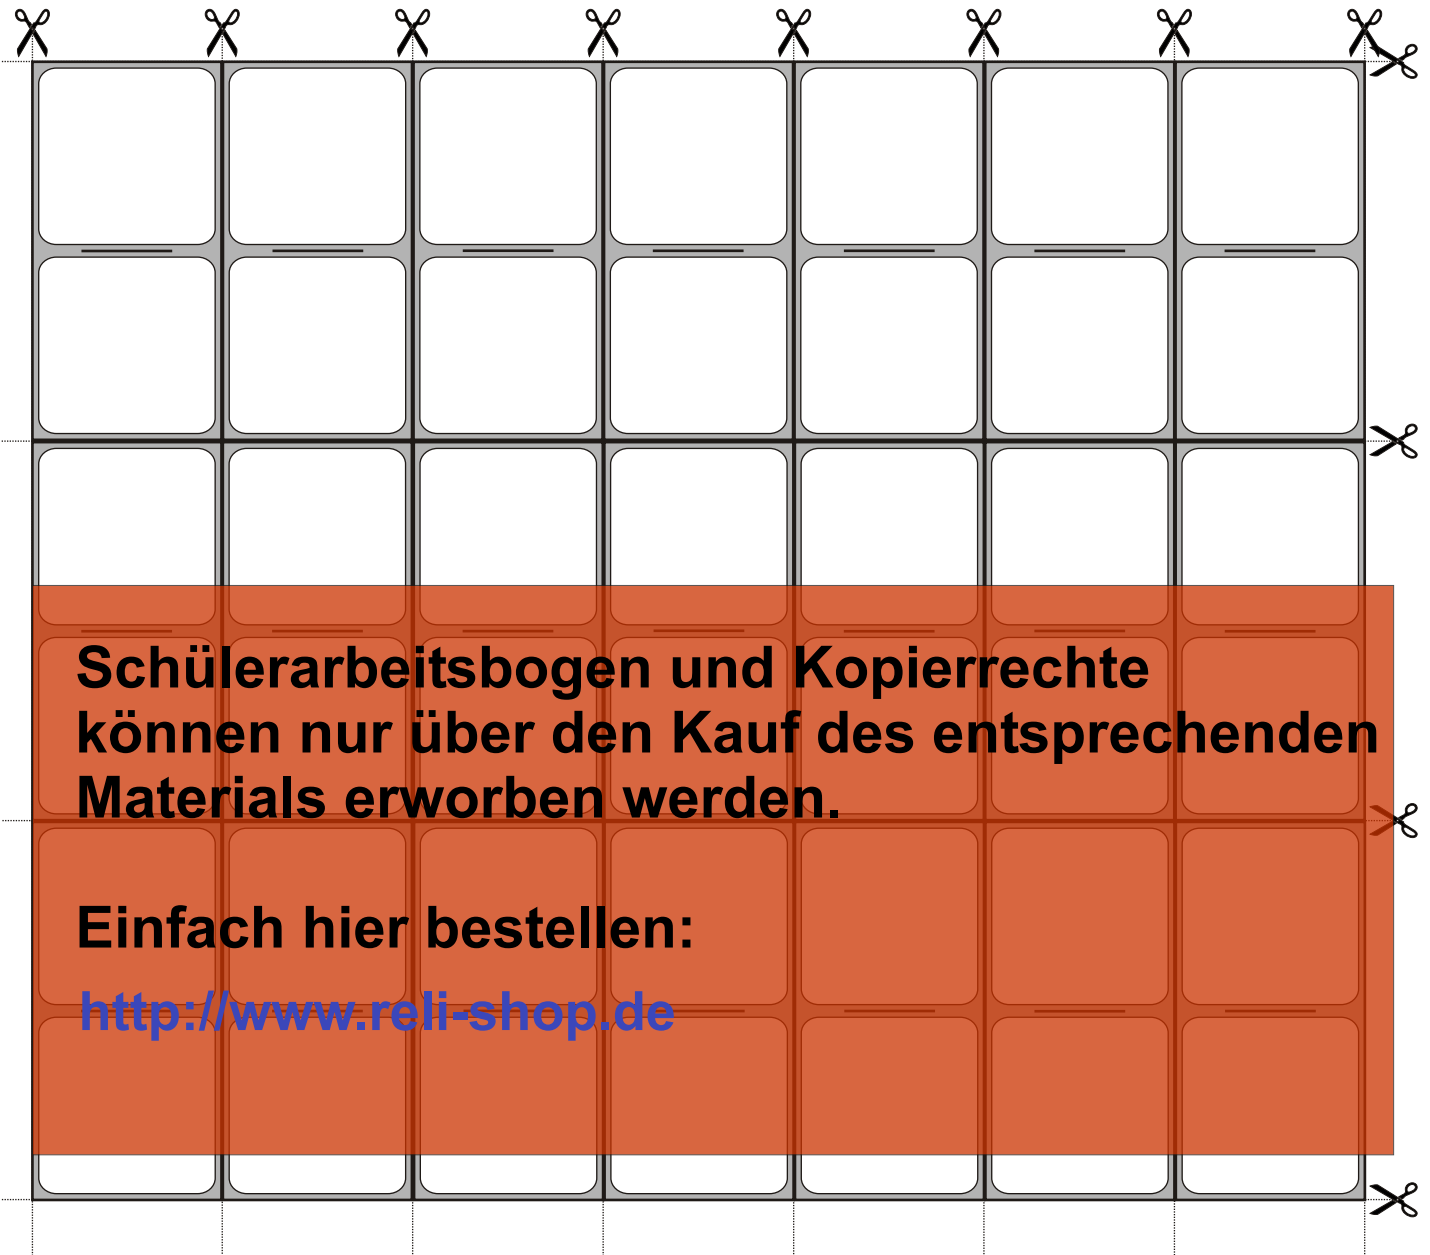 Schülerarbeitsbogen und Kopierrechte
können nur über den Kauf des entsprechenden
Materials erworben werden.
Einfach hier bestellen:
http://www.reli-shop.de